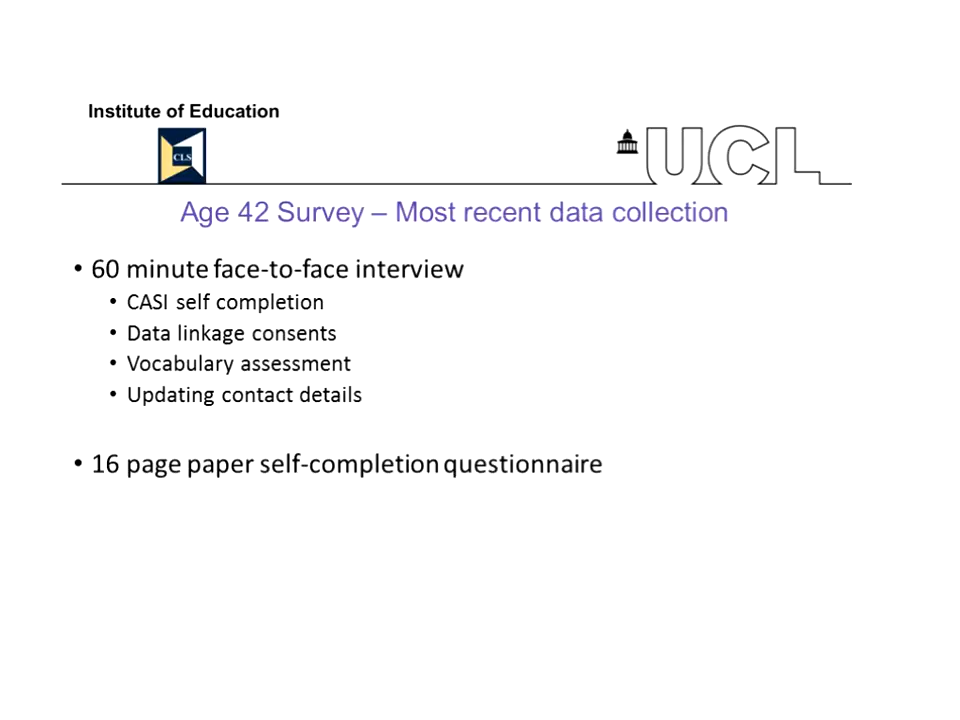 Institute of Education
CLS
UCL
Age 42 Survey – Most recent data collection
• 60 minute face-to-face interview
• CASI self completion
• Data linkage consents
• Vocabulary assessment
• Updating contact details
• 16 page paper self-completion questionnaire